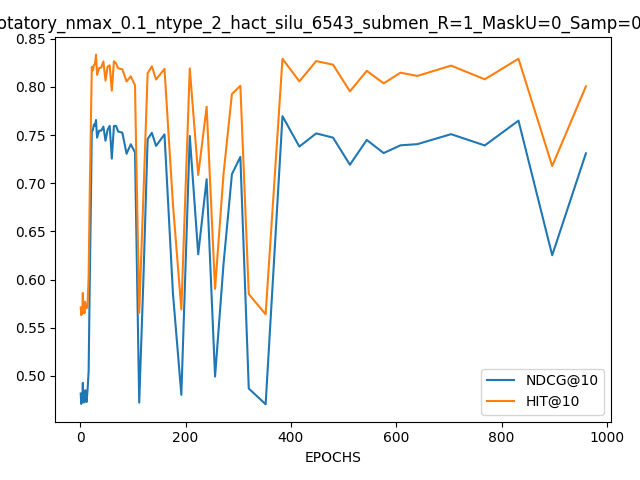 otatory_nmax_0.1_ntype_2_hact_silu_6543_submen_R=1_MaskU=0_Samp=0
0.85
0.80
0.75
0.70
0.65
0.60
0.55
0.50
NDCG@10
HIT@10
0 200 400 600 800 1000
EPOCHS